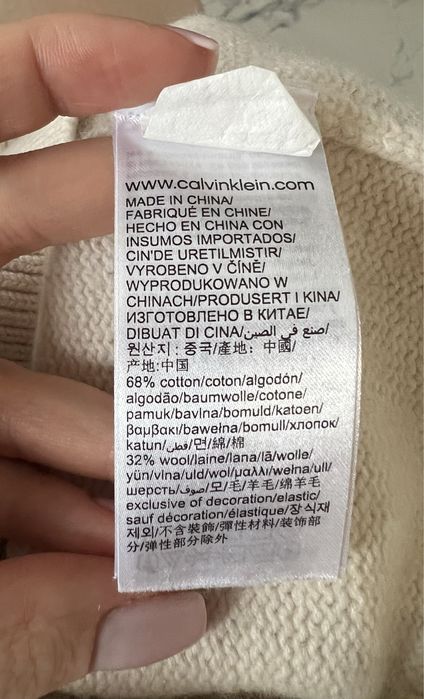 www.calvinklein.com
MADE IN CHINA/
FABRIQUÉ EN CHINE/
HECHO EN CHINA CON
INSUMOS IMPORTADOS/
CIN'DE URETILMISTIR/
VYROBENO V ČÍNĚ/
WYPRODUKOWANO W
CHINACH/PRODUSERT I KINA/
ИЗГОТОВЛЕНО В КИТАЕ/
DIBUAT DI CINA/صنع في الصين/
원산지: 중국/產地: 中國/
产地:中国
68% cotton/coton/algodón/
algodão/baumwolle/cotone/
pamuk/bavlna/bomuld/katoen/
βαμβακι/bawełna/bomull/хлопок/
katun/قطن/면/綿/棉
32% wool/laine/lana/lã/wolle/
yün/vlna/uld/wol/μαλλι/wełna/ull/
шерсть/صوف/모/毛/羊毛/绵羊毛
exclusive of decoration/elastic/
sauf décoration/élastique/장식재
제외/不含裝飾/彈性材料/装饰部
分/弹性部分除外